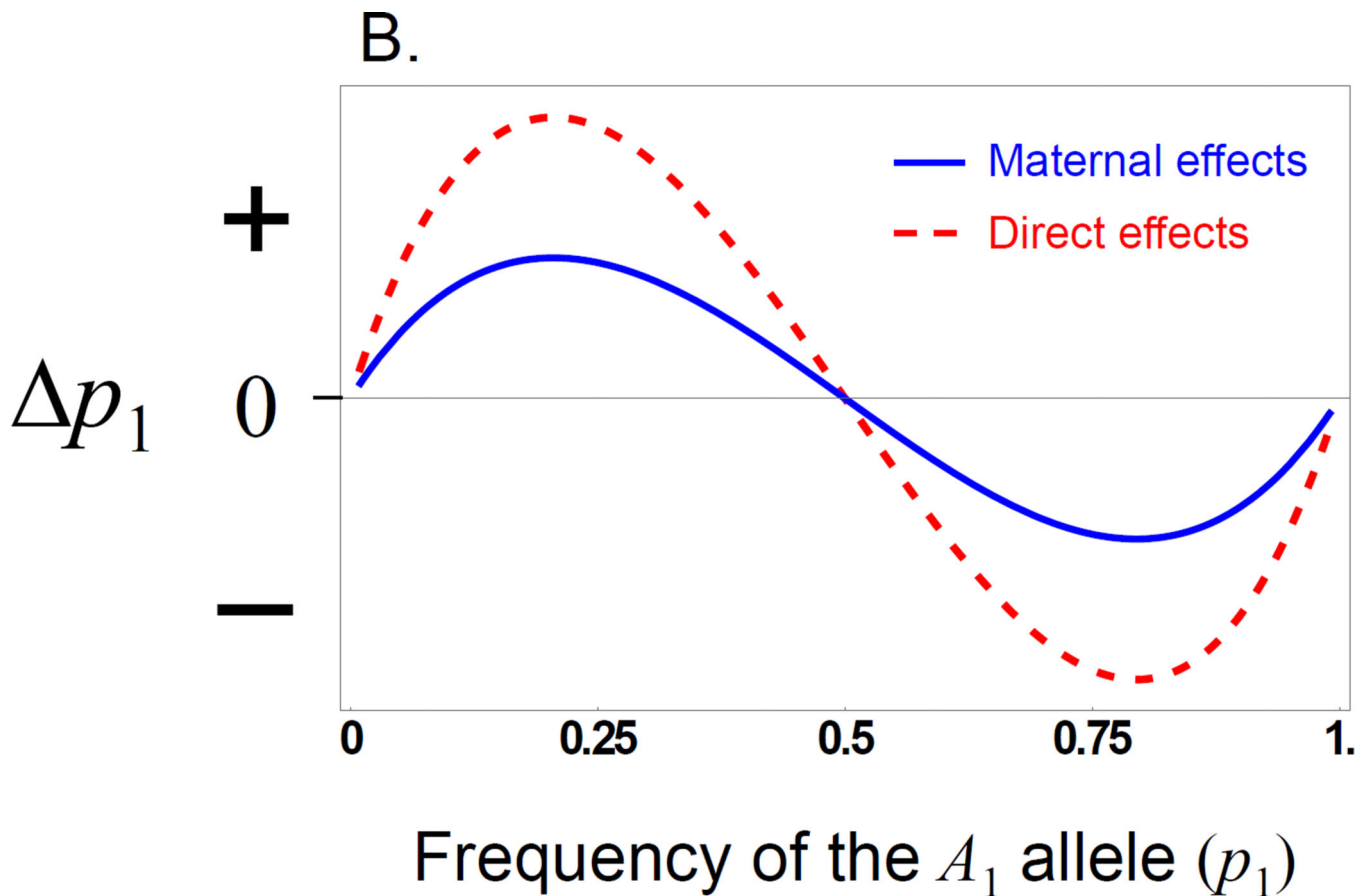 B.
Maternal effects
Direct effects
+
Δp₁ 0
−
0 0.25 0.5 0.75 1.
Frequency of the A₁ allele (p₁)